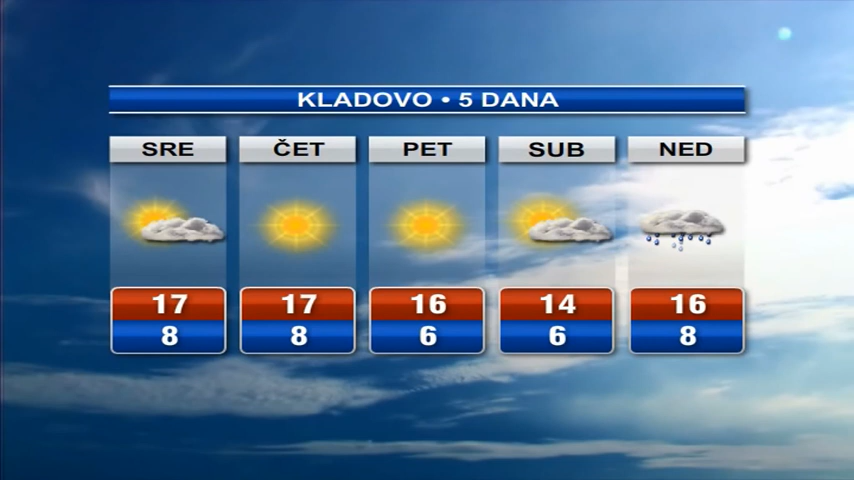 KLADOVO • 5 DANA
SRE ČET PET SUB NED
17 17 16 14 16
8 8 6 6 8